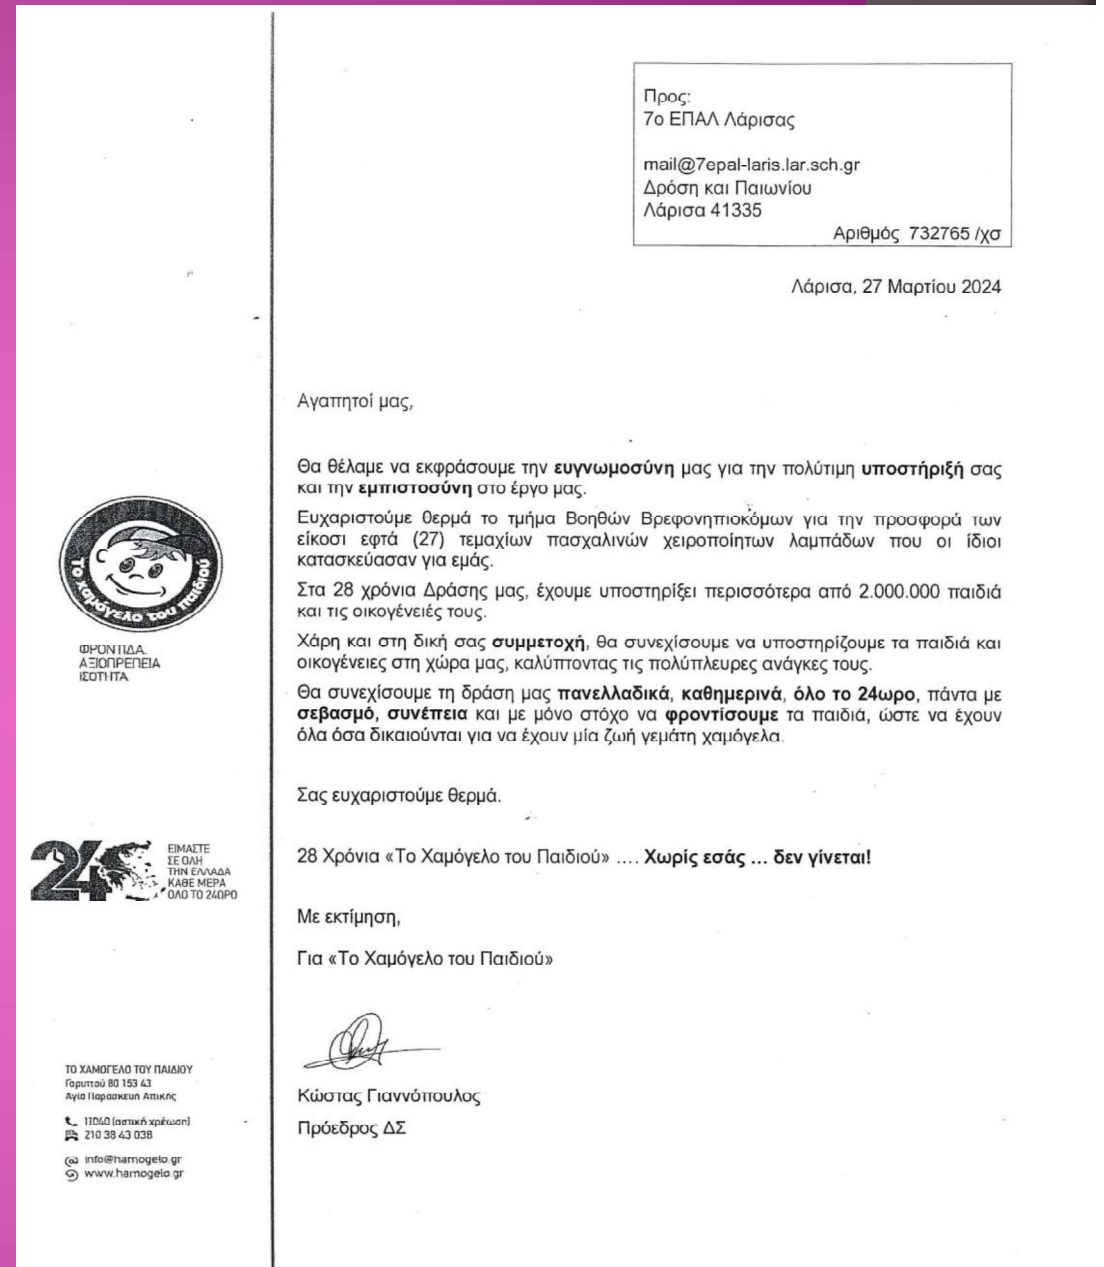 Προς:
7ο ΕΠΑΛ Λάρισας
mail@7epal-laris.lar.sch.gr
Δρόση και Παιωνίου
Λάρισα 41335
Αριθμός 732765 /χσ
Λάρισα, 27 Μαρτίου 2024
Αγαπητοί μας,
Θα θέλαμε να εκφράσουμε την ευγνωμοσύνη μας για την πολύτιμη υποστήριξή σας
και την εμπιστοσύνη στο έργο μας.
Ευχαριστούμε θερμά το τμήμα Βοηθών Βρεφονηπιοκόμων για την προσφορά των
είκοσι εφτά (27) τεμαχίων πασχαλινών χειροποίητων λαμπάδων που οι ίδιοι
κατασκεύασαν για εμάς.
Στα 28 χρόνια Δράσης μας, έχουμε υποστηρίξει περισσότερα από 2.000.000 παιδιά
και τις οικογένειές τους.
Χάρη και στη δική σας συμμετοχή, θα συνεχίσουμε να υποστηρίζουμε τα παιδιά και
οικογένειες στη χώρα μας, καλύπτοντας τις πολύπλευρες ανάγκες τους.
Θα συνεχίσουμε τη δράση μας πανελλαδικά, καθημερινά, όλο το 24ωρο, πάντα με
σεβασμό, συνέπεια και με μόνο στόχο να φροντίσουμε τα παιδιά, ώστε να έχουν
όλα όσα δικαιούνται για να έχουν μία ζωή γεμάτη χαμόγελα.
Σας ευχαριστούμε θερμά.
28 Χρόνια «Το Χαμόγελο του Παιδιού» .... Χωρίς εσάς ... δεν γίνεται!
Με εκτίμηση,
Για «Το Χαμόγελο του Παιδιού»
Κώστας Γιαννόπουλος
Πρόεδρος ΔΣ
Το χαμόγελο του παιδιού
ΦΡΟΝΤΙΔΑ.
ΑΞΙΟΠΡΕΠΕΙΑ
ΙΣΟΤΗΤΑ
24
ΕΙΜΑΣΤΕ
ΣΕ ΟΛΗ
ΤΗΝ ΕΛΛΑΔΑ
ΚΑΘΕ ΜΕΡΑ
ΟΛΟ ΤΟ 24ΩΡΟ
ΤΟ ΧΑΜΟΓΕΛΟ ΤΟΥ ΠΑΙΔΙΟΥ
Γαρυττού 80 153 43
Αγία Παρασκευή Αττικής
11040 (αστική χρέωση)
210 38 43 038
info@hamogelo.gr
www.hamogelo.gr